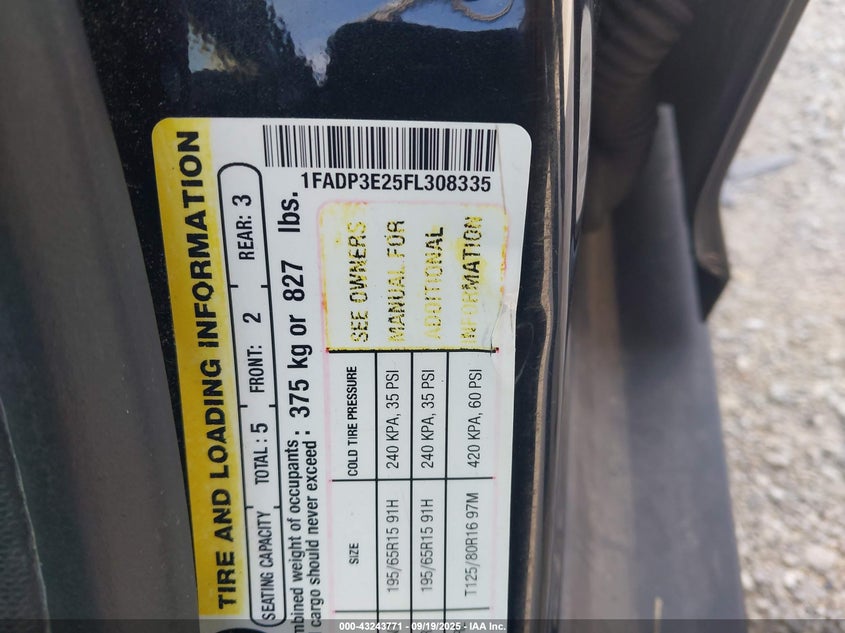 1FADP3E25FL308335
TIRE AND LOADING INFORMATION
SEATING CAPACITY TOTAL : 5 FRONT: 2 REAR: 3
of occupants : 375 kg or 827 lbs.
cargo should never exceed :
SIZE COLD TIRE PRESSURE
195/65R15 91H 240 KPA, 35 PSI
195/65R15 91H 240 KPA, 35 PSI
T125/80R16 97M 420 KPA, 60 PSI
SEE OWNERS
MANUAL FOR
ADDITIONAL
INFORMATION
000-43243771 - 09/19/2025 - IAA Inc.